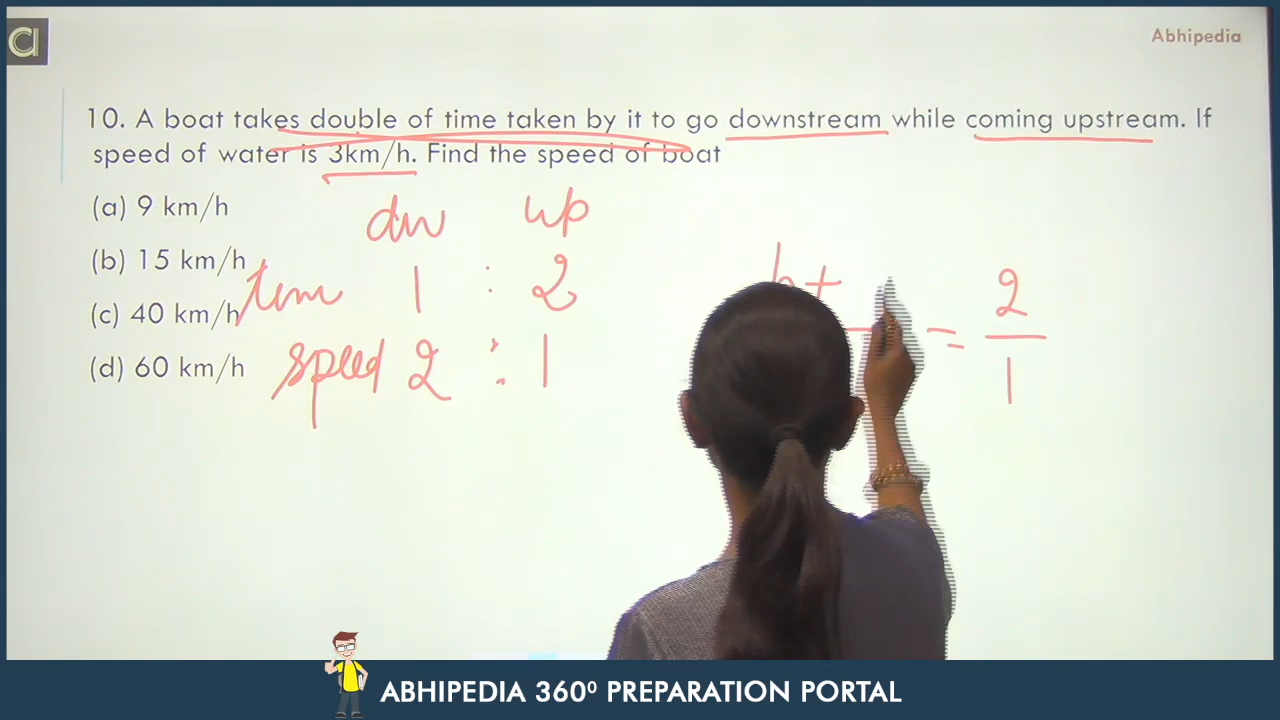 a
Abhipedia
10. A boat takes double of time taken by it to go downstream while coming upstream. If
speed of water is 3km/h. Find the speed of boat
(a) 9 km/h
(b) 15 km/h
(c) 40 km/h
(d) 60 km/h
dw up
time 1 : 2
speed 2 : 1
b +
= 2
1
ABHIPEDIA 360⁰ PREPARATION PORTAL